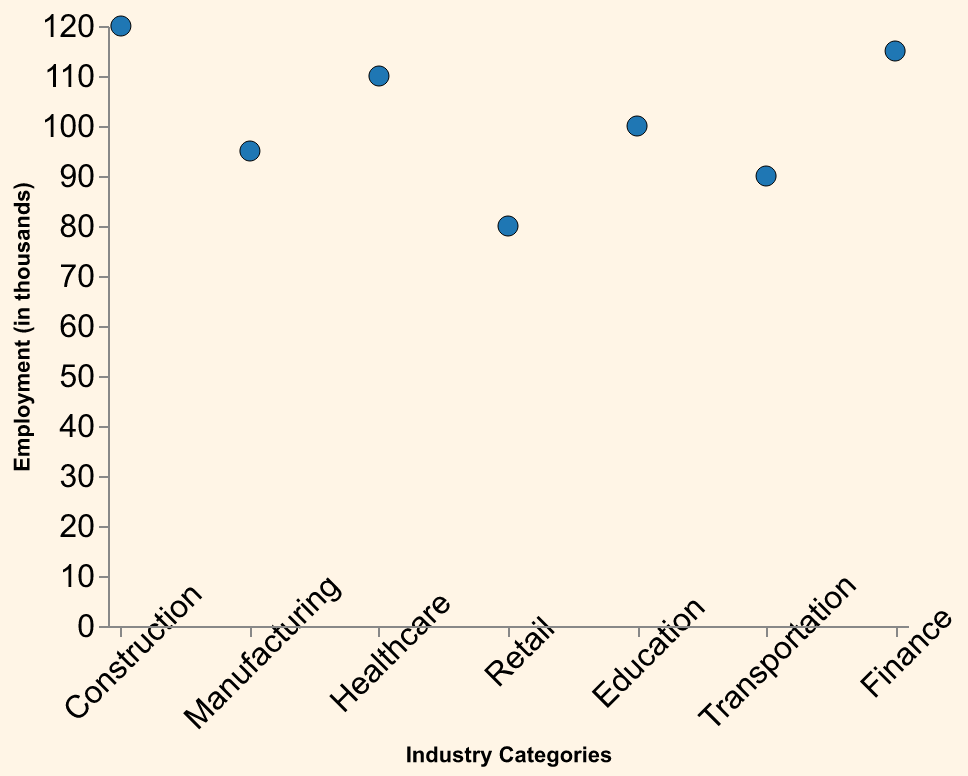 120
110
100
90
80
70
60
50
40
30
20
10
0
Employment (in thousands)
Construction
Manufacturing
Healthcare
Retail
Education
Transportation
Finance
Industry Categories